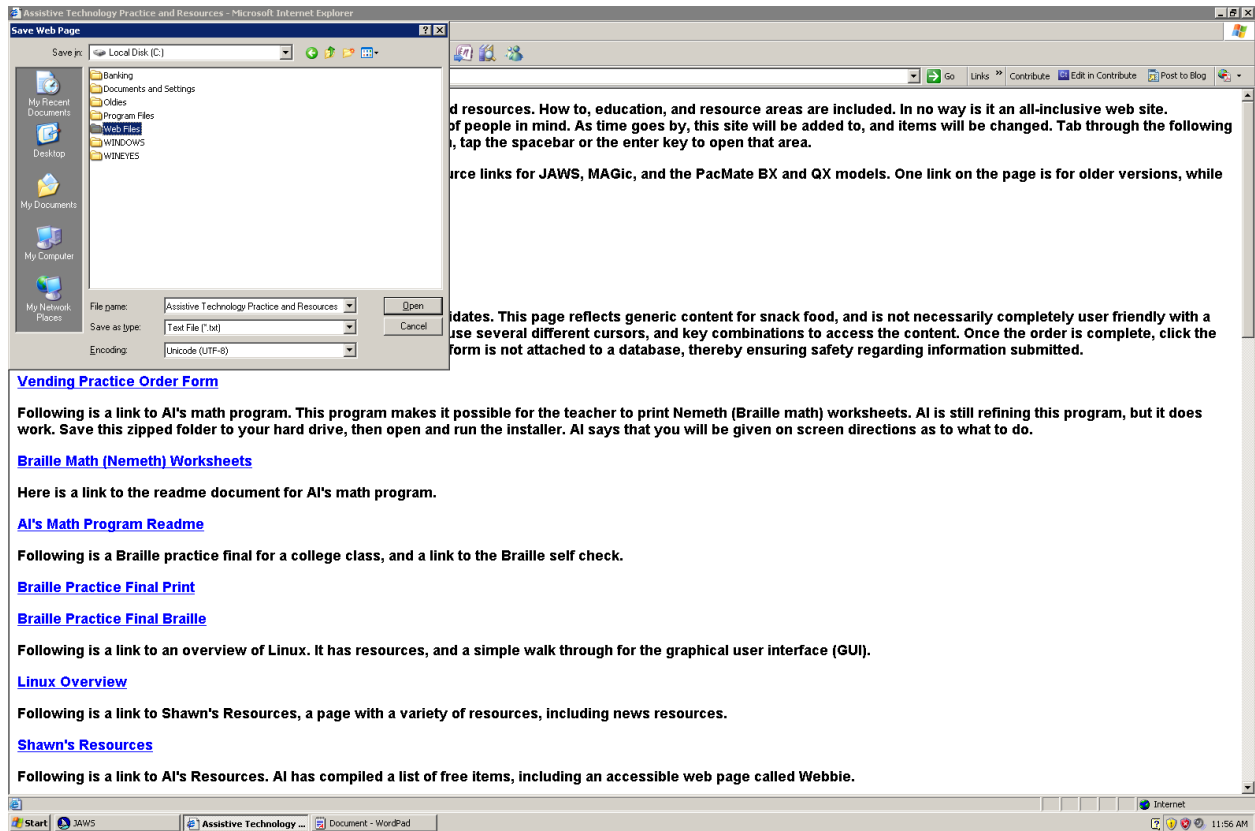 Assistive Technology Practice and Resources - Microsoft Internet Explorer
Save Web Page
Save in:
Local Disk (C:)
My Recent
Documents
Desktop
My Documents
My Computer
My Network
Places
Banking
Documents and Settings
Oldies
Program Files
Web Files
WINDOWS
WINEYES
File name:
Assistive Technology Practice and Resources
Open
Save as type:
Text File (*.txt)
Cancel
Encoding:
Unicode (UTF-8)
Go
Links »
Contribute
Edit in Contribute
Post to Blog
d resources. How to, education, and resource areas are included. In no way is it an all-inclusive web site.
of people in mind. As time goes by, this site will be added to, and items will be changed. Tab through the following
, tap the spacebar or the enter key to open that area.
urce links for JAWS, MAGic, and the PacMate BX and QX models. One link on the page is for older versions, while
idates. This page reflects generic content for snack food, and is not necessarily completely user friendly with a
use several different cursors, and key combinations to access the content. Once the order is complete, click the
form is not attached to a database, thereby ensuring safety regarding information submitted.
Vending Practice Order Form
Following is a link to Al's math program. This program makes it possible for the teacher to print Nemeth (Braille math) worksheets. Al is still refining this program, but it does
work. Save this zipped folder to your hard drive, then open and run the installer. Al says that you will be given on screen directions as to what to do.
Braille Math (Nemeth) Worksheets
Here is a link to the readme document for Al's math program.
Al's Math Program Readme
Following is a Braille practice final for a college class, and a link to the Braille self check.
Braille Practice Final Print
Braille Practice Final Braille
Following is a link to an overview of Linux. It has resources, and a simple walk through for the graphical user interface (GUI).
Linux Overview
Following is a link to Shawn's Resources, a page with a variety of resources, including news resources.
Shawn's Resources
Following is a link to Al's Resources. Al has compiled a list of free items, including an accessible web page called Webbie.
Internet
Start
JAWS
Assistive Technology ...
Document - WordPad
11:56 AM